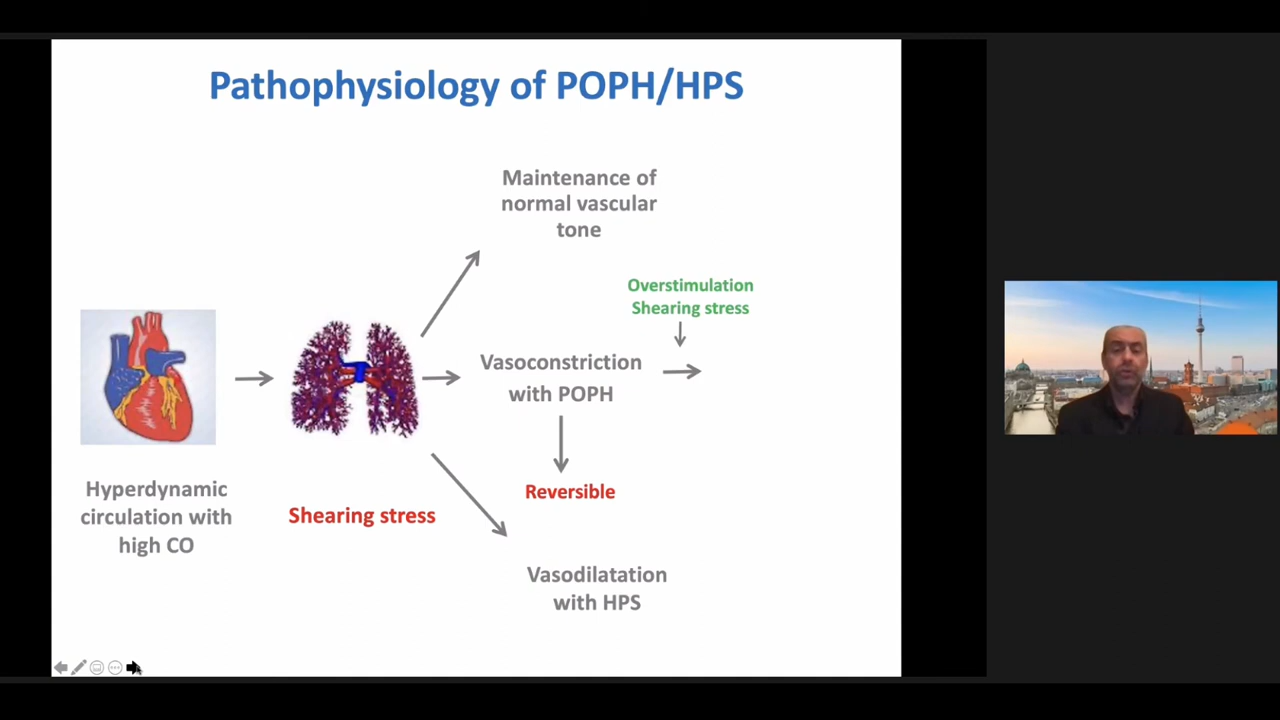 Pathophysiology of POPH/HPS
Maintenance of
normal vascular
tone
Overstimulation
Shearing stress
Vasoconstriction
with POPH
Reversible
Hyperdynamic
circulation with
high CO
Shearing stress
Vasodilatation
with HPS